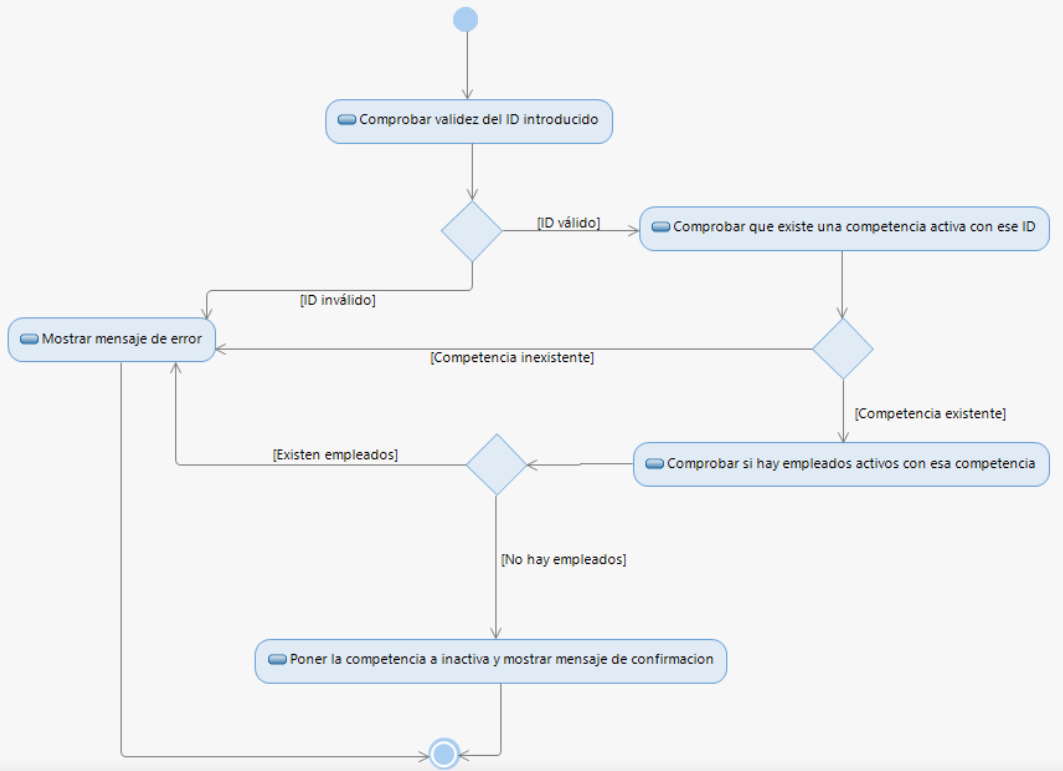 Comprobar validez del ID introducido
[ID válido]
Comprobar que existe una competencia activa con ese ID
[ID inválido]
Mostrar mensaje de error
[Competencia inexistente]
[Competencia existente]
[Existen empleados]
Comprobar si hay empleados activos con esa competencia
[No hay empleados]
Poner la competencia a inactiva y mostrar mensaje de confirmacion